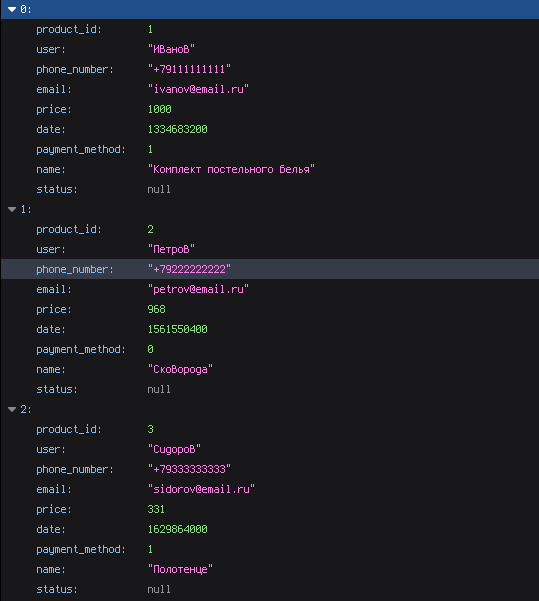 0:
product_id: 1
user: "Иванов"
phone_number: "+79111111111"
email: "ivanov@email.ru"
price: 1000
date: 1334683200
payment_method: 1
name: "Комплект постельного белья"
status: null
1:
product_id: 2
user: "Петров"
phone_number: "+79222222222"
email: "petrov@email.ru"
price: 968
date: 1561550400
payment_method: 0
name: "Сковорода"
status: null
2:
product_id: 3
user: "Сидоров"
phone_number: "+79333333333"
email: "sidorov@email.ru"
price: 331
date: 1629864000
payment_method: 1
name: "Полотенце"
status: null